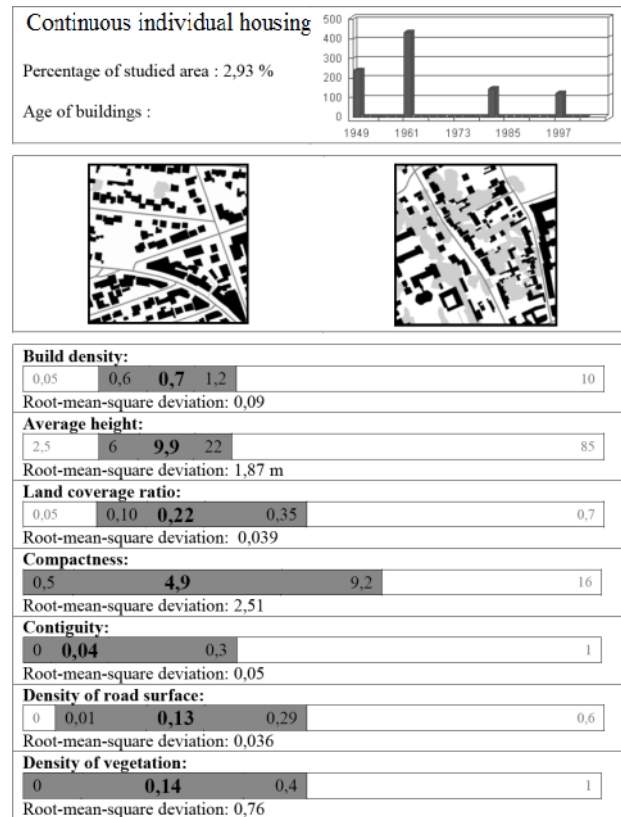 Continuous individual housing
Percentage of studied area : 2,93 %
Age of buildings :
500
400
300
200
100
0
1949 1961 1973 1985 1997
Build density:
0,05 0,6 0,7 1,2 10
Root-mean-square deviation: 0,09
Average height:
2,5 6 9,9 22 85
Root-mean-square deviation: 1,87 m
Land coverage ratio:
0,05 0,10 0,22 0,35 0,7
Root-mean-square deviation: 0,039
Compactness:
0,5 4,9 9,2 16
Root-mean-square deviation: 2,51
Contiguity:
0 0,04 0,3 1
Root-mean-square deviation: 0,05
Density of road surface:
0 0,01 0,13 0,29 0,6
Root-mean-square deviation: 0,036
Density of vegetation:
0 0,14 0,4 1
Root-mean-square deviation: 0,76